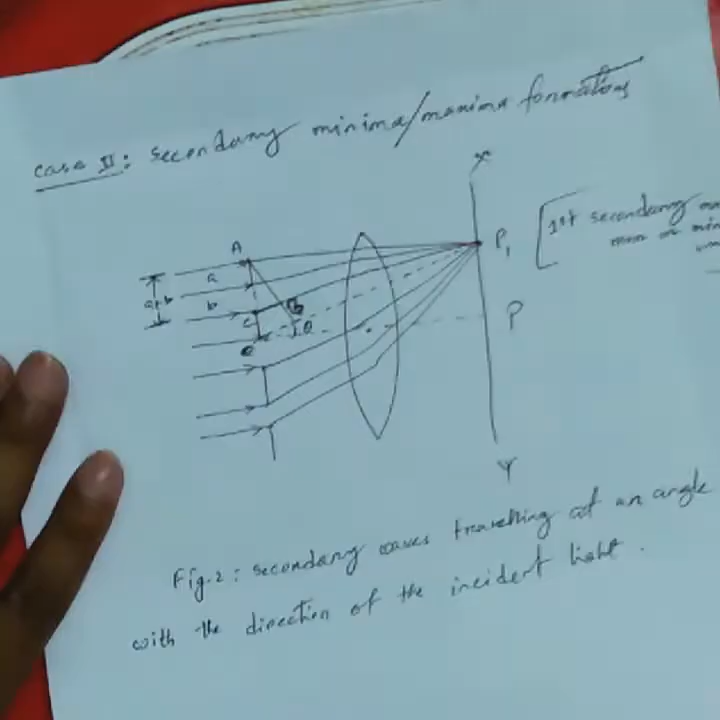 case II: secondary minima/maxima formations
X
A
P1 [1st secondary
a
a+b
b
B
C
θ
P
e
Y
Fig.2: secondary waves travelling at an angle
with the direction of the incident light.